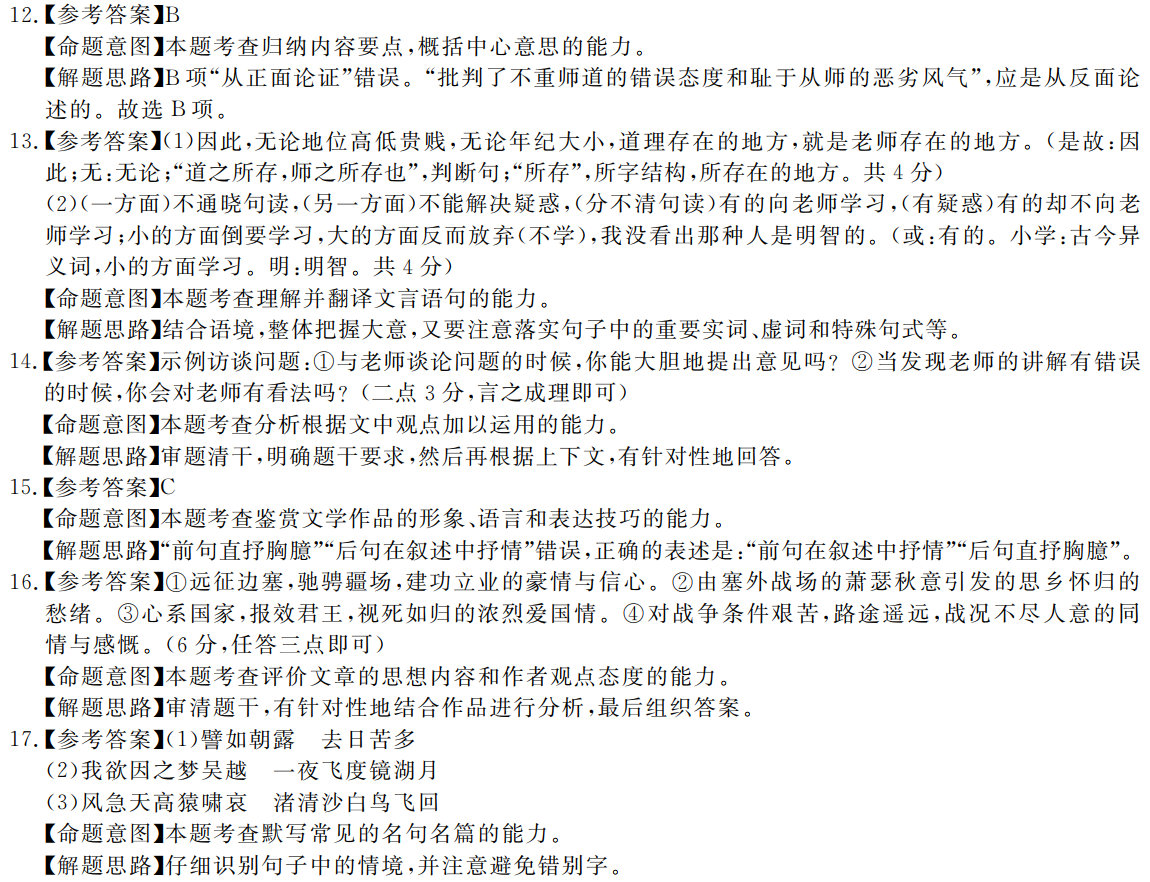 12.【参考答案】B
【命题意图】本题考查归纳内容要点,概括中心意思的能力。
【解题思路】B项“从正面论证”错误。“批判了不重师道的错误态度和耻于从师的恶劣风气”,应是从反面论
述的。故选 B 项。
13.【参考答案】(1)因此,无论地位高低贵贱,无论年纪大小,道理存在的地方,就是老师存在的地方。(是故:因
此;无:无论;“道之所存,师之所存也”,判断句;“所存”,所字结构,所存在的地方。共 4 分)
(2)(一方面)不通晓句读,(另一方面)不能解决疑惑,(分不清句读)有的向老师学习,(有疑惑)有的却不向老
师学习;小的方面倒要学习,大的方面反而放弃(不学),我没看出那种人是明智的。(或:有的。小学:古今异
义词,小的方面学习。明:明智。共 4 分)
【命题意图】本题考查理解并翻译文言语句的能力。
【解题思路】结合语境,整体把握大意,又要注意落实句子中的重要实词、虚词和特殊句式等。
14.【参考答案】示例访谈问题:①与老师谈论问题的时候,你能大胆地提出意见吗? ②当发现老师的讲解有错误
的时候,你会对老师有看法吗?(二点 3 分,言之成理即可)
【命题意图】本题考查分析根据文中观点加以运用的能力。
【解题思路】审题清干,明确题干要求,然后再根据上下文,有针对性地回答。
15.【参考答案】C
【命题意图】本题考查鉴赏文学作品的形象、语言和表达技巧的能力。
【解题思路】“前句直抒胸臆”“后句在叙述中抒情”错误,正确的表述是:“前句在叙述中抒情”“后句直抒胸臆”。
16.【参考答案】①远征边塞,驰骋疆场,建功立业的豪情与信心。②由塞外战场的萧瑟秋意引发的思乡怀归的
愁绪。③心系国家,报效君王,视死如归的浓烈爱国情。④对战争条件艰苦,路途遥远,战况不尽人意的同
情与感慨。(6 分,任答三点即可)
【命题意图】本题考查评价文章的思想内容和作者观点态度的能力。
【解题思路】审清题干,有针对性地结合作品进行分析,最后组织答案。
17.【参考答案】(1)譬如朝露 去日苦多
(2)我欲因之梦吴越 一夜飞度镜湖月
(3)风急天高猿啸哀 渚清沙白鸟飞回
【命题意图】本题考查默写常见的名句名篇的能力。
【解题思路】仔细识别句子中的情境,并注意避免错别字。